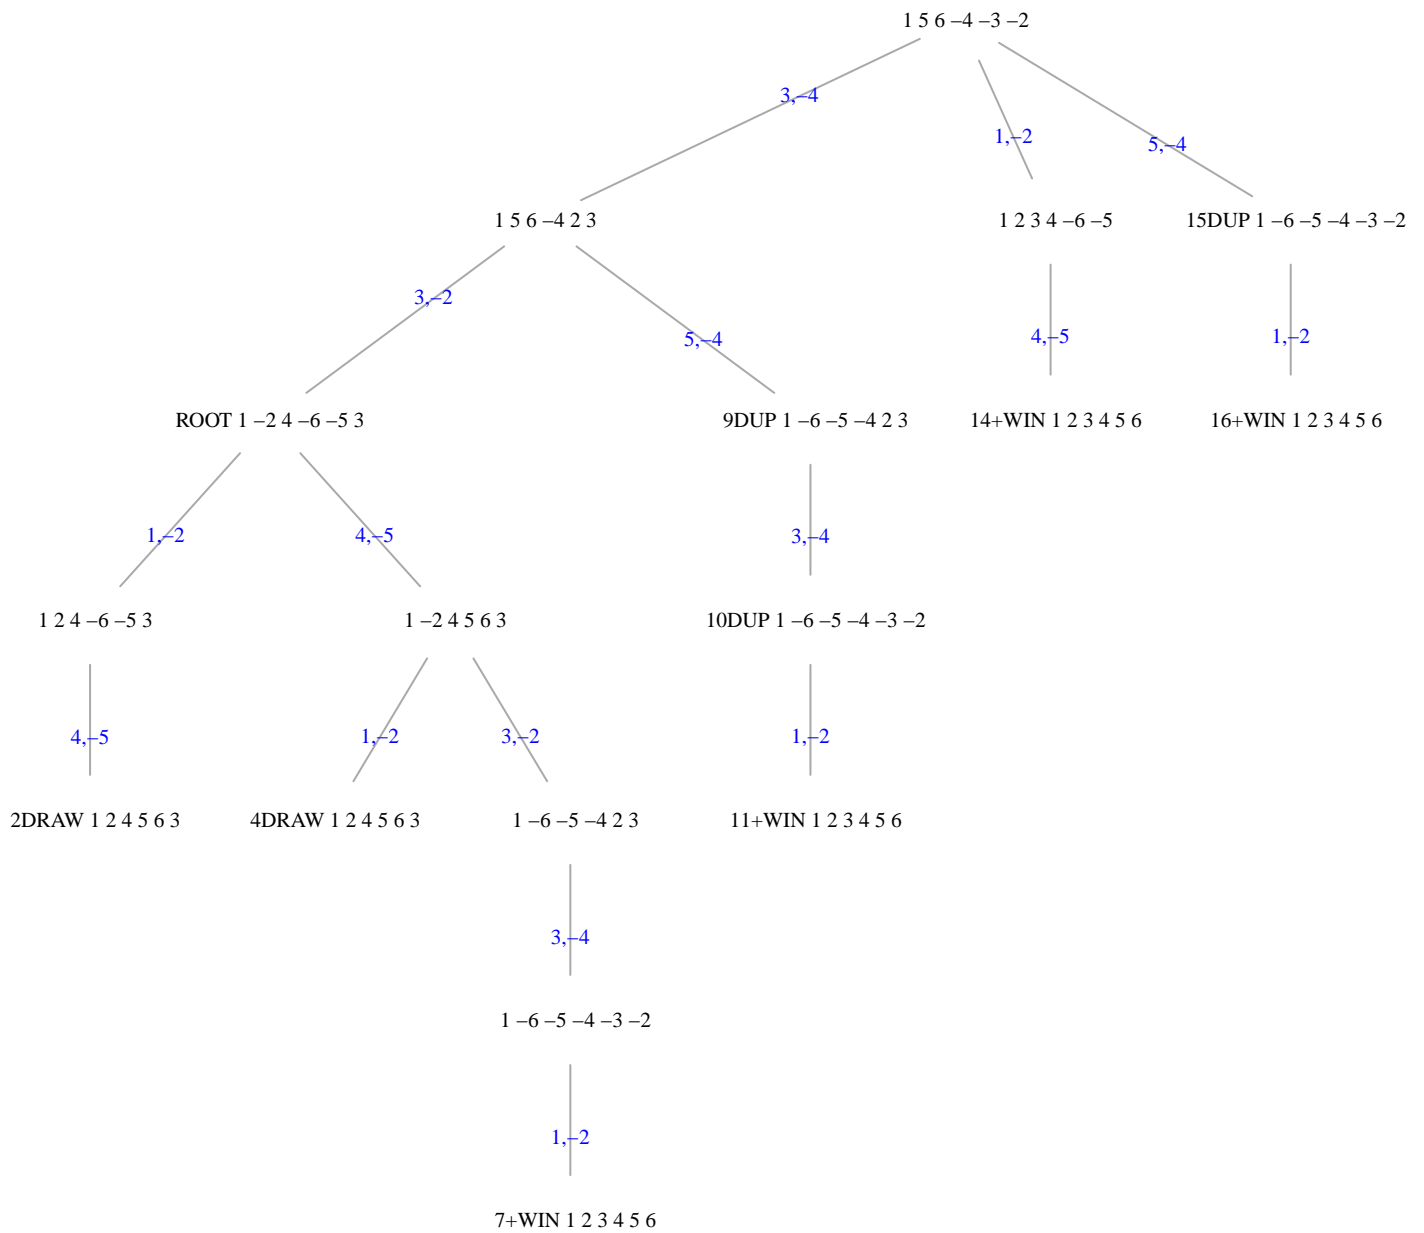 1 5 6 –4 –3 –2
3,–4
1,–2
5,–4
1 5 6 –4 2 3
1 2 3 4 –6 –5
15DUP 1 –6 –5 –4 –3 –2
3,–2
5,–4
4,–5
1,–2
ROOT 1 –2 4 –6 –5 3
9DUP 1 –6 –5 –4 2 3
14+WIN 1 2 3 4 5 6
16+WIN 1 2 3 4 5 6
1,–2
4,–5
3,–4
1 2 4 –6 –5 3
1 –2 4 5 6 3
10DUP 1 –6 –5 –4 –3 –2
4,–5
1,–2
3,–2
1,–2
2DRAW 1 2 4 5 6 3
4DRAW 1 2 4 5 6 3
1 –6 –5 –4 2 3
11+WIN 1 2 3 4 5 6
3,–4
1 –6 –5 –4 –3 –2
1,–2
7+WIN 1 2 3 4 5 6